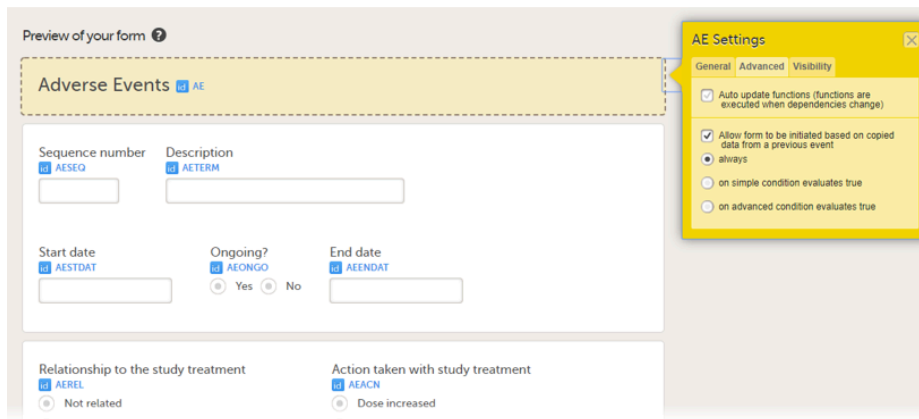 Preview of your form ?
Adverse Events id AE
Sequence number Description
id AESEQ id AETERM
Start date Ongoing? End date
id AESTDAT id AEONGO id AEENDAT
Yes No
Relationship to the study treatment Action taken with study treatment
id AEREL id AEACN
Not related Dose increased
AE Settings
General Advanced Visibility
Auto update functions (functions are
executed when dependencies change)
Allow form to be initiated based on copied
data from a previous event
always
on simple condition evaluates true
on advanced condition evaluates true